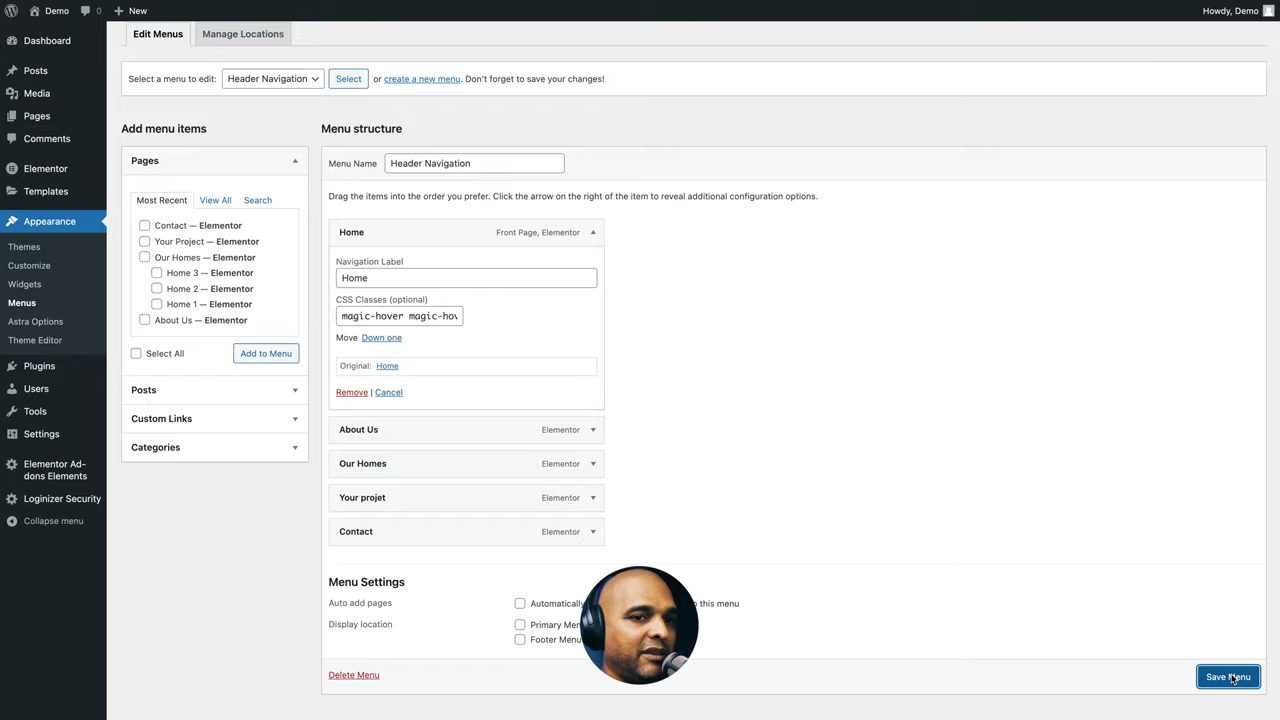 Demo 0 New Howdy, Demo
Dashboard
Posts
Media
Pages
Comments
Elementor
Templates
Appearance
Themes
Customize
Widgets
Menus
Astra Options
Theme Editor
Plugins
Users
Tools
Settings
Elementor Ad-
dons Elements
Loginizer Security
Collapse menu
Edit Menus Manage Locations
Select a menu to edit: Header Navigation Select or create a new menu. Don't forget to save your changes!
Add menu items
Pages
Most Recent View All Search
Contact — Elementor
Your Project — Elementor
Our Homes — Elementor
Home 3 — Elementor
Home 2 — Elementor
Home 1 — Elementor
About Us — Elementor
Select All Add to Menu
Posts
Custom Links
Categories
Menu structure
Menu Name Header Navigation
Drag the items into the order you prefer. Click the arrow on the right of the item to reveal additional configuration options.
Home Front Page, Elementor
Navigation Label
Home
CSS Classes (optional)
magic-hover
Move Down one
Original: Home
Remove | Cancel
About Us Elementor
Our Homes Elementor
Your projet Elementor
Contact Elementor
Menu Settings
Auto add pages Automatically this menu
Display location Primary
Footer Menu
Delete Menu Save Menu